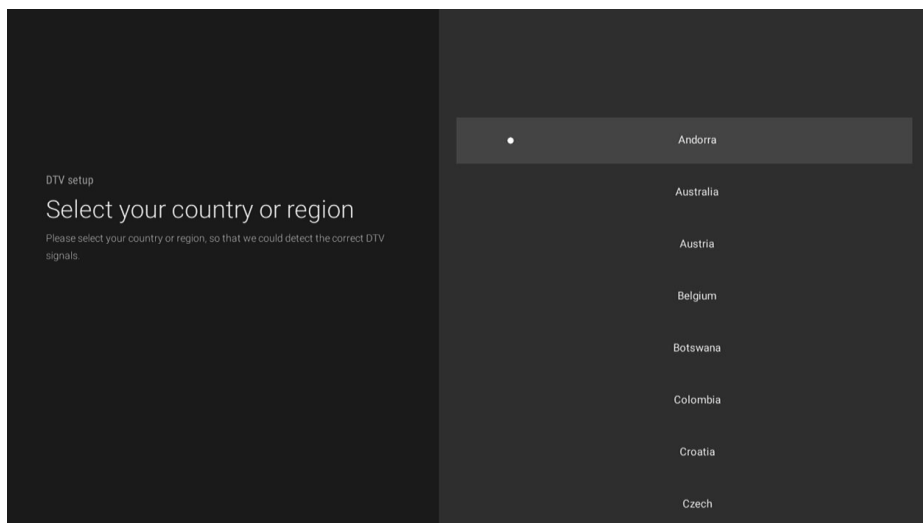 DTV setup
Select your country or region
Please select your country or region, so that we could detect the correct DTV
signals.
Andorra
Australia
Austria
Belgium
Botswana
Colombia
Croatia
Czech